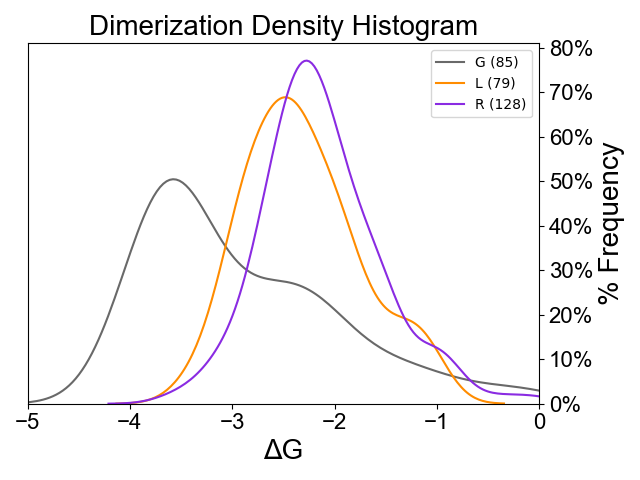 Dimerization Density Histogram
G (85)
L (79)
R (128)
80%
70%
60%
50%
40%
30%
20%
10%
0%
% Frequency
−5 −4 −3 −2 −1 0
ΔG